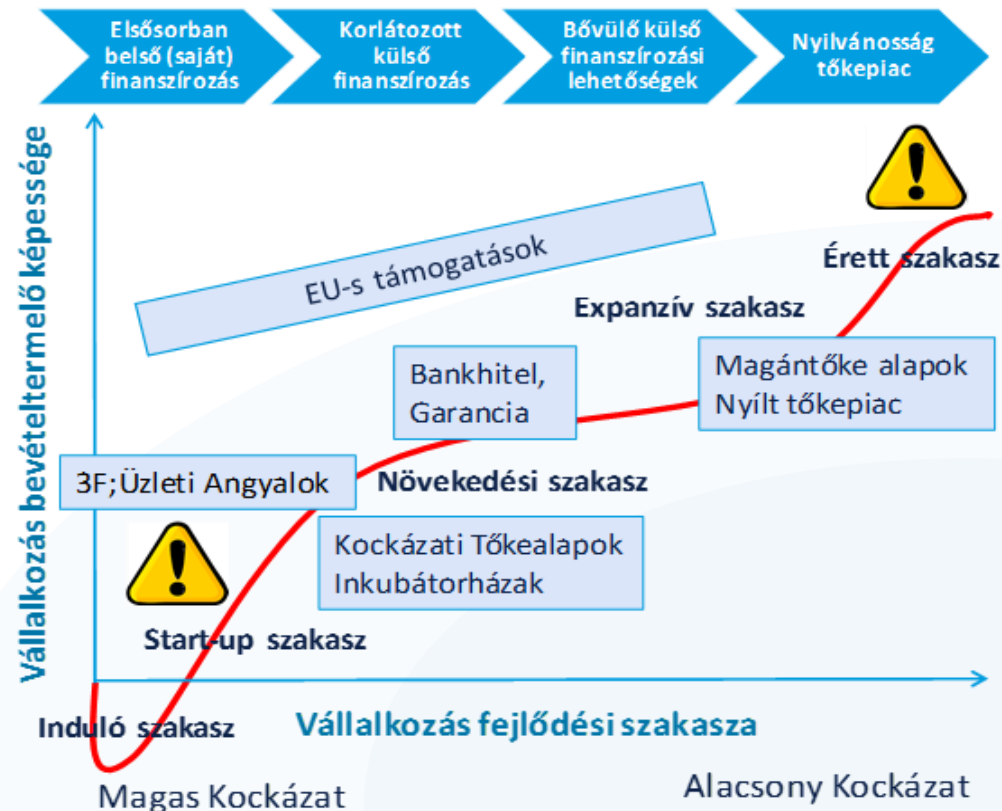 Elsősorban
belső (saját)
finanszírozás
Korlátozott
külső
finanszírozás
Bővülő külső
finanszírozási
lehetőségek
Nyilvánosság
tőkepiac
Vállalkozás bevételtermelő képessége
EU-s támogatások
Érett szakasz
Expanzív szakasz
Bankhitel,
Garancia
Magántőke alapok
Nyílt tőkepiac
3F;Üzleti Angyalok
Növekedési szakasz
Kockázati Tőkealapok
Inkubátorházak
Start-up szakasz
Induló szakasz
Vállalkozás fejlődési szakasza
Magas Kockázat
Alacsony Kockázat